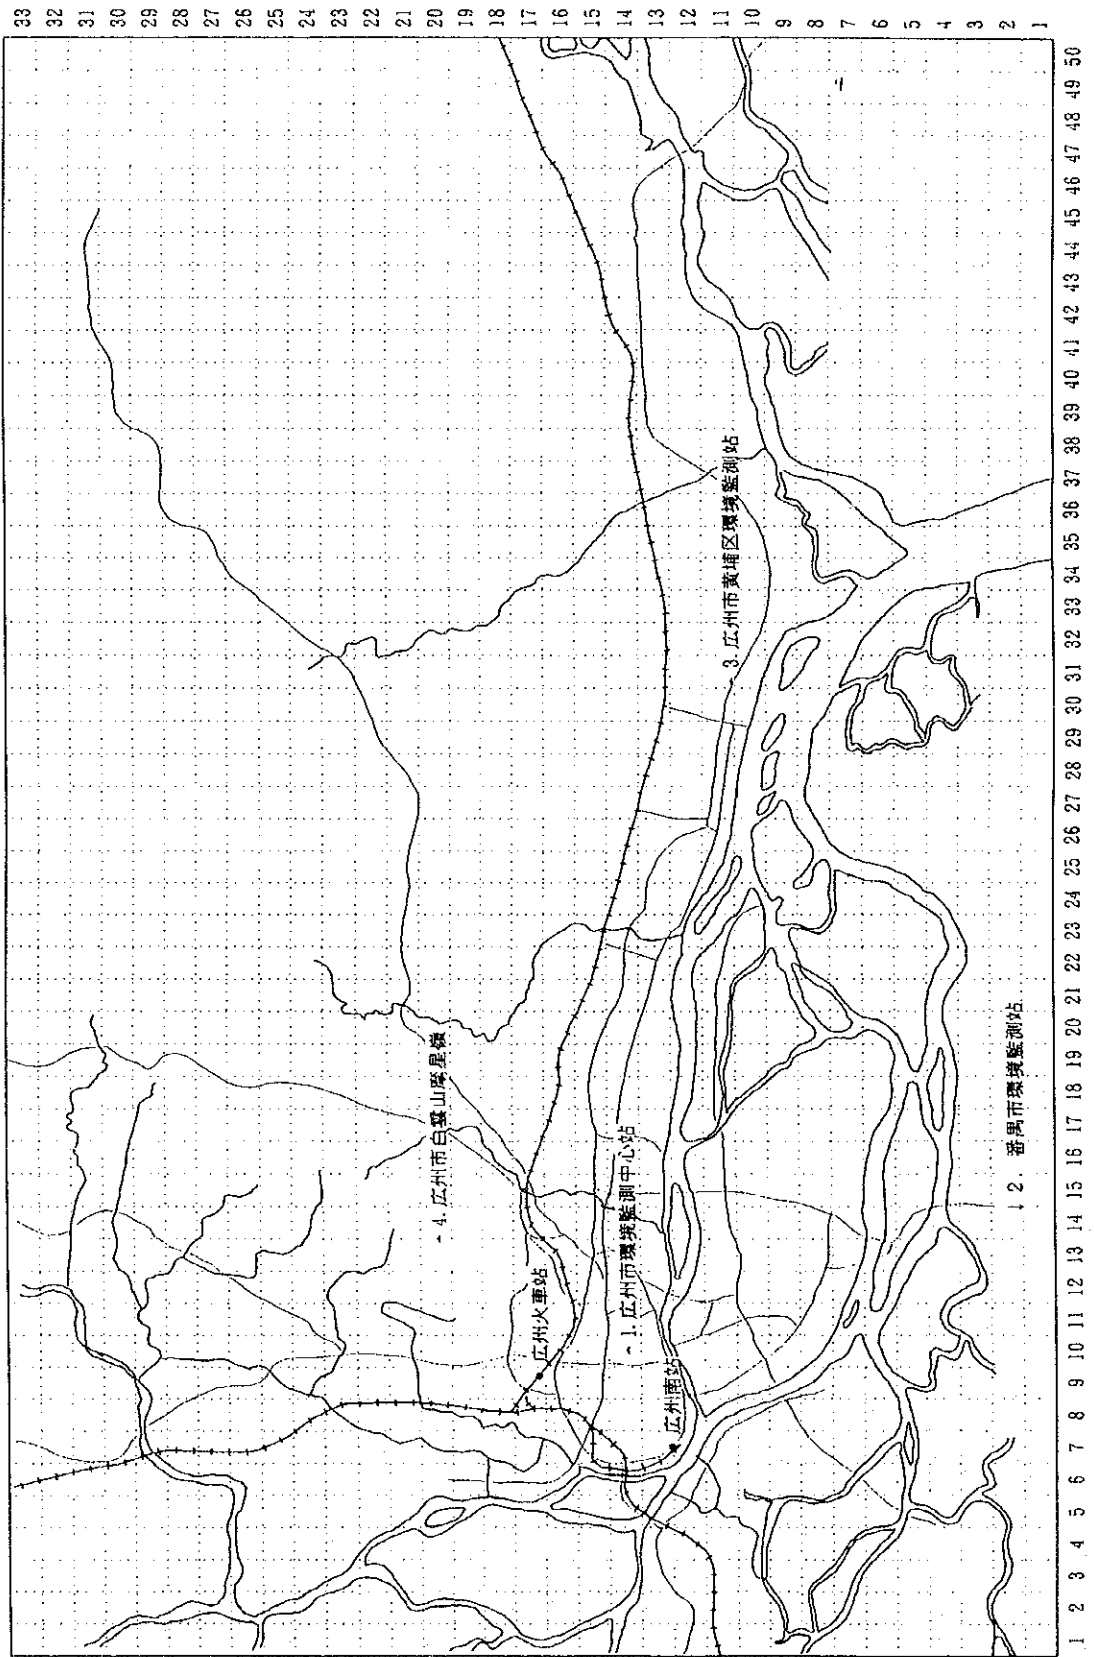 33 32 31 30 29 28 27 26 25 24 23 22 21 20 19 18 17 16 15 14 13 12 11 10 9 8 7 6 5 4 3 2 1
4. 広州市白雲山摩星嶺
広州火車站
1. 広州市環境監測中心站
広州南站
3. 広州市黄埔区環境監測站
2 番禺市環境監測站
1 2 3 4 5 6 7 8 9 10 11 12 13 14 15 16 17 18 19 20 21 22 23 24 25 26 27 28 29 30 31 32 33 34 35 36 37 38 39 40 41 42 43 44 45 46 47 48 49 50